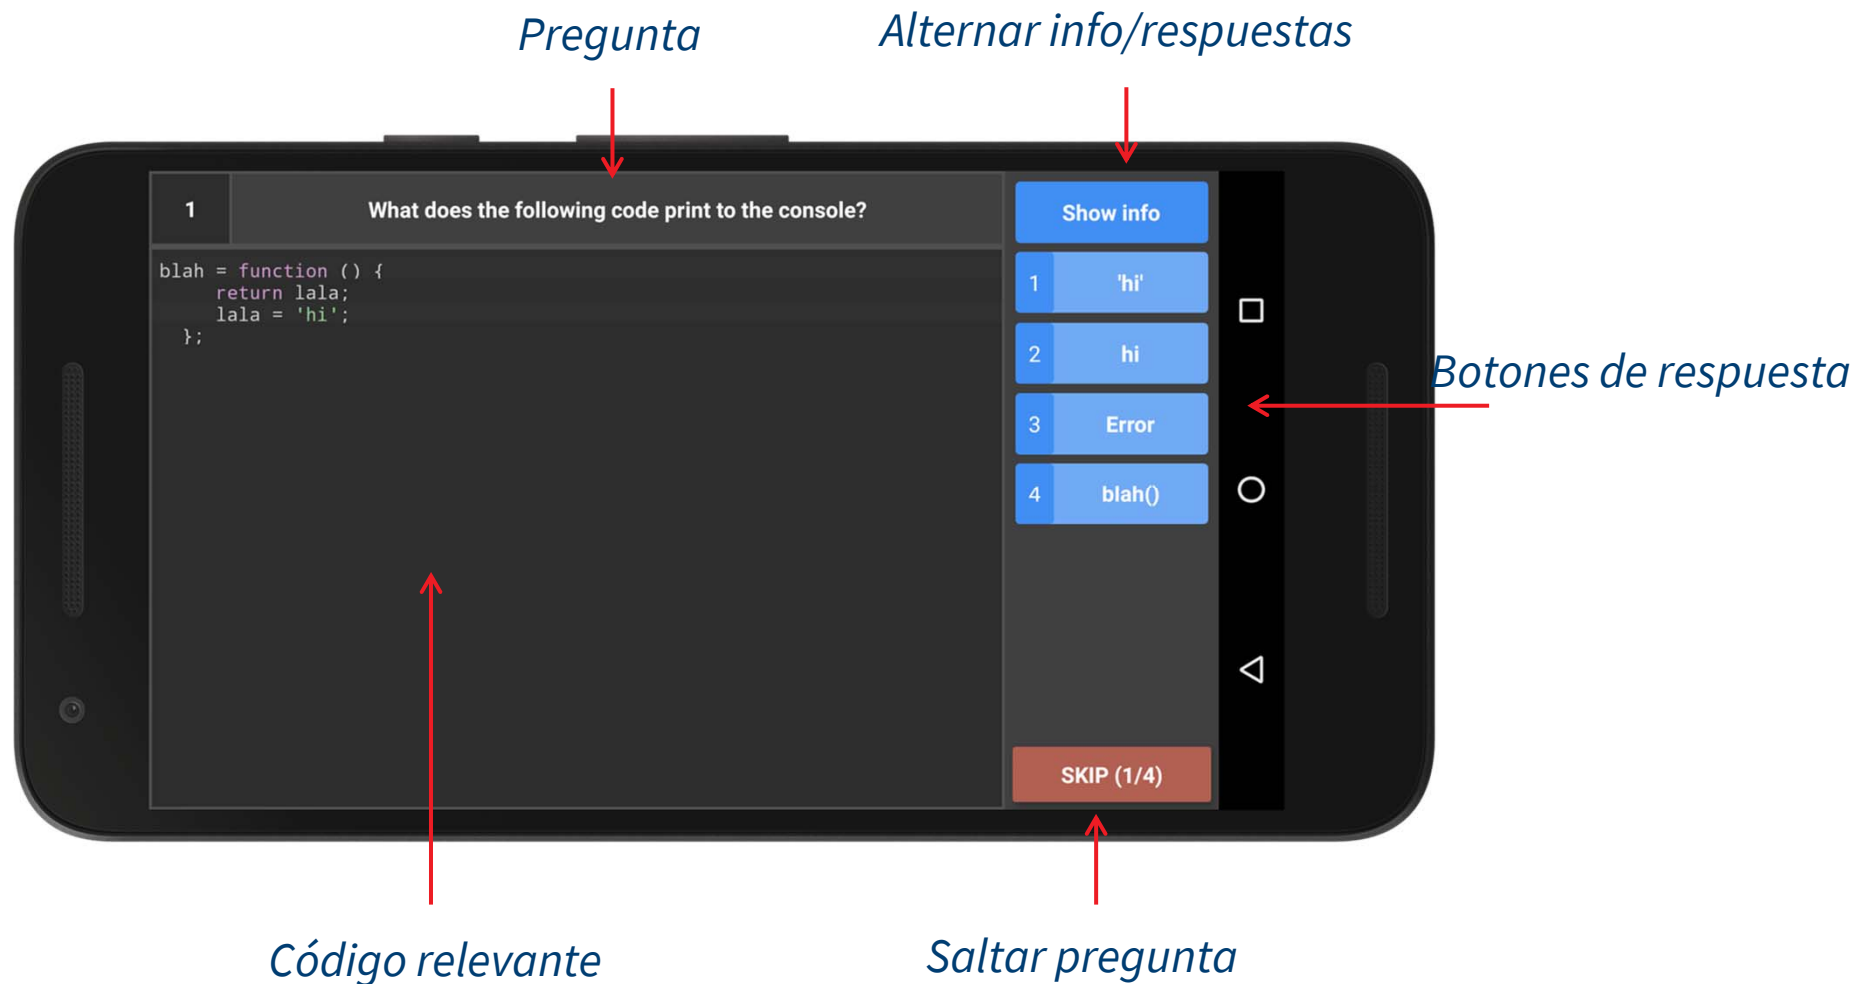 Pregunta
Alternar info/respuestas
1
What does the following code print to the console?
Show info
blah = function () {
return lala;
lala = 'hi';
};
1 'hi'
2 hi
3 Error
4 blah()
Botones de respuesta
SKIP (1/4)
Código relevante
Saltar pregunta